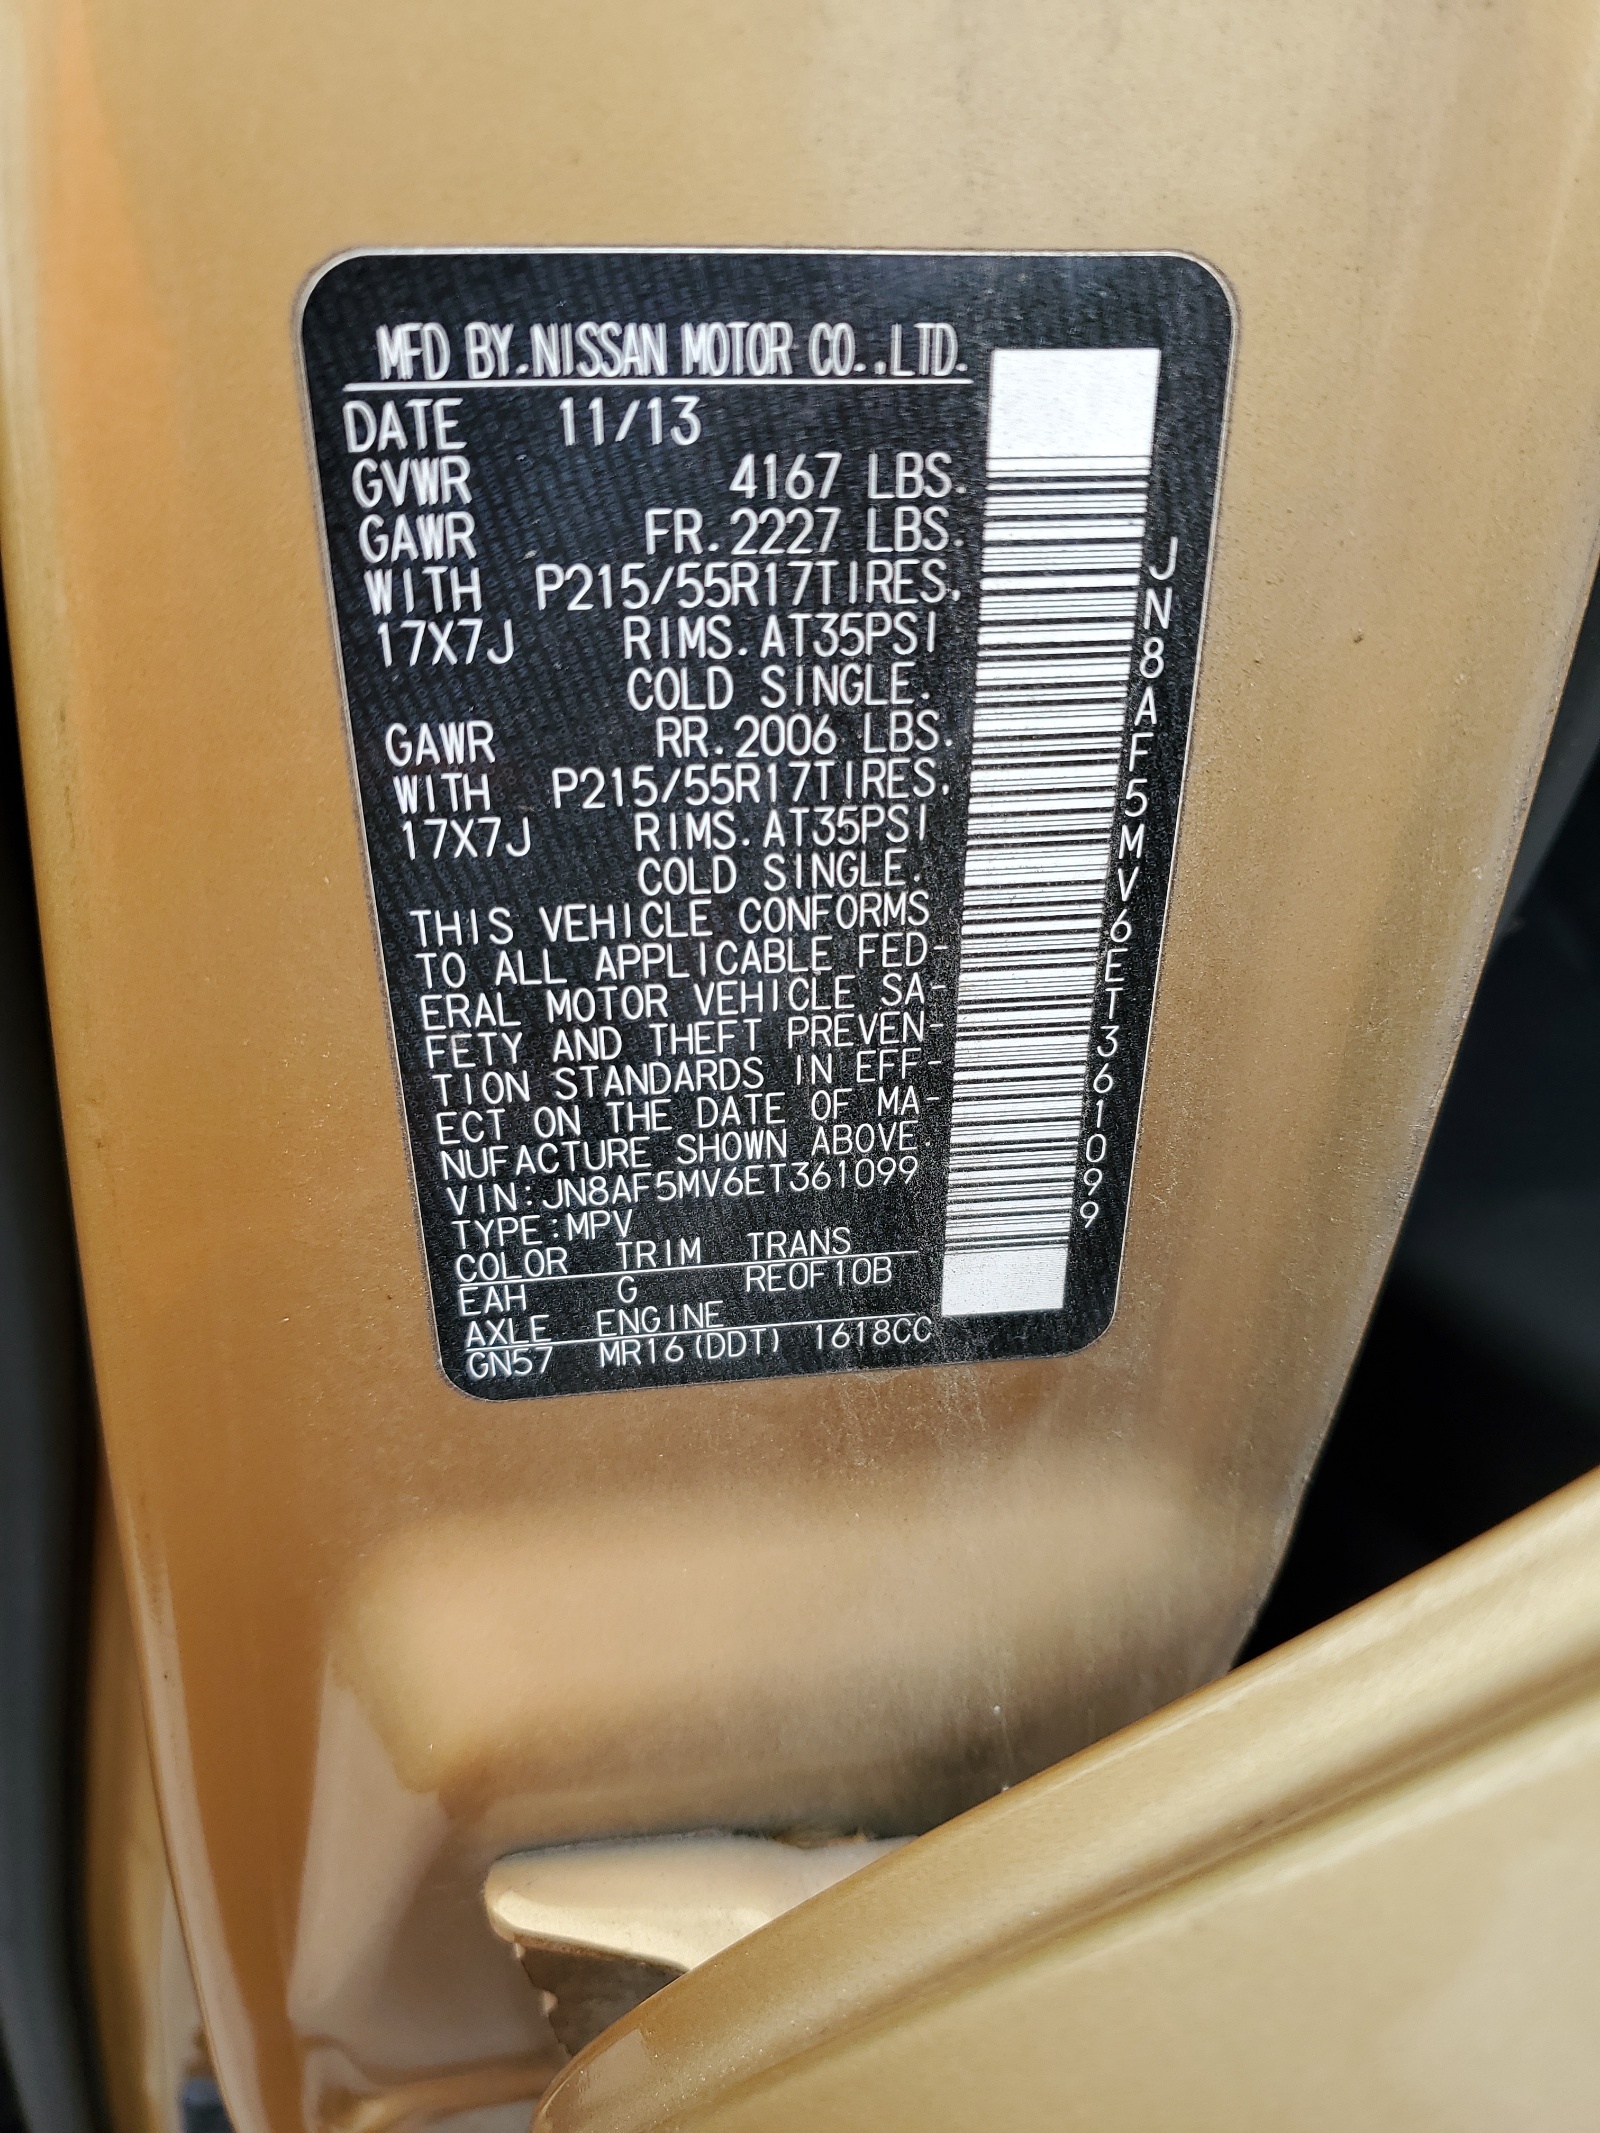 MFD BY.NISSAN MOTOR CO.,LTD.
DATE 11/13
GVWR 4167 LBS.
GAWR FR.2227 LBS.
WITH P215/55R17TIRES.
17X7J RIMS.AT35PSI
COLD SINGLE.
GAWR RR.2006 LBS.
WITH P215/55R17TIRES.
17X7J RIMS.AT35PSI
COLD SINGLE.
THIS VEHICLE CONFORMS
TO ALL APPLICABLE FED-
ERAL MOTOR VEHICLE SA-
FETY AND THEFT PREVEN-
TION STANDARDS IN EFF-
ECT ON THE DATE OF MA-
NUFACTURE SHOWN ABOVE.
VIN:JN8AF5MV6ET361099
TYPE:MPV
COLOR TRIM TRANS
EAH G RE0F10B
AXLE ENGINE
GN57 MR16(DDT) 1618CC
JN8AF5MV6ET361099